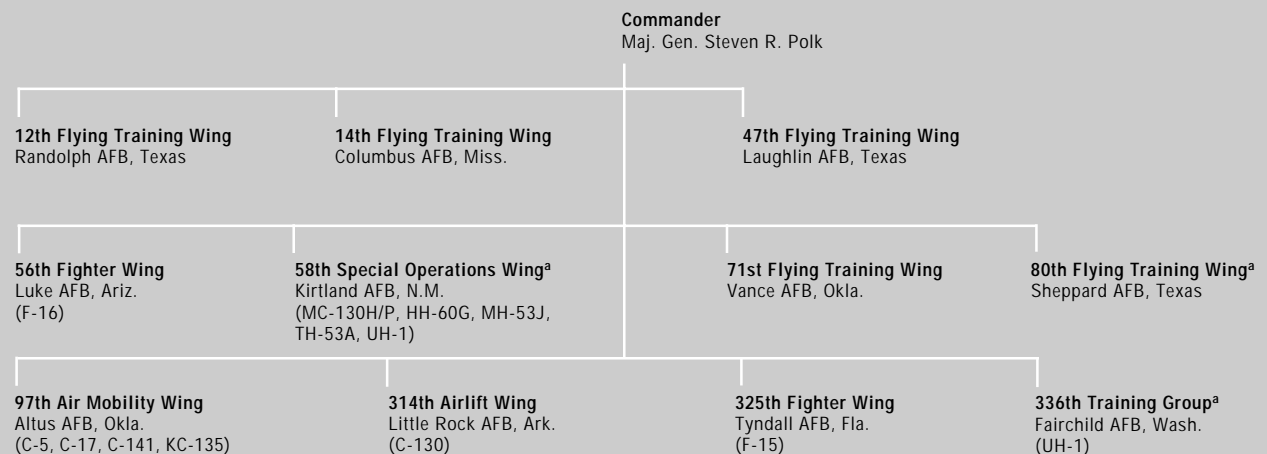 Commander
Maj. Gen. Steven R. Polk
12th Flying Training Wing
Randolph AFB, Texas
14th Flying Training Wing
Columbus AFB, Miss.
47th Flying Training Wing
Laughlin AFB, Texas
56th Fighter Wing
Luke AFB, Ariz.
(F-16)
58th Special Operations Wingᵃ
Kirtland AFB, N.M.
(MC-130H/P, HH-60G, MH-53J,
TH-53A, UH-1)
71st Flying Training Wing
Vance AFB, Okla.
80th Flying Training Wingᵃ
Sheppard AFB, Texas
97th Air Mobility Wing
Altus AFB, Okla.
(C-5, C-17, C-141, KC-135)
314th Airlift Wing
Little Rock AFB, Ark.
(C-130)
325th Fighter Wing
Tyndall AFB, Fla.
(F-15)
336th Training Groupᵃ
Fairchild AFB, Wash.
(UH-1)